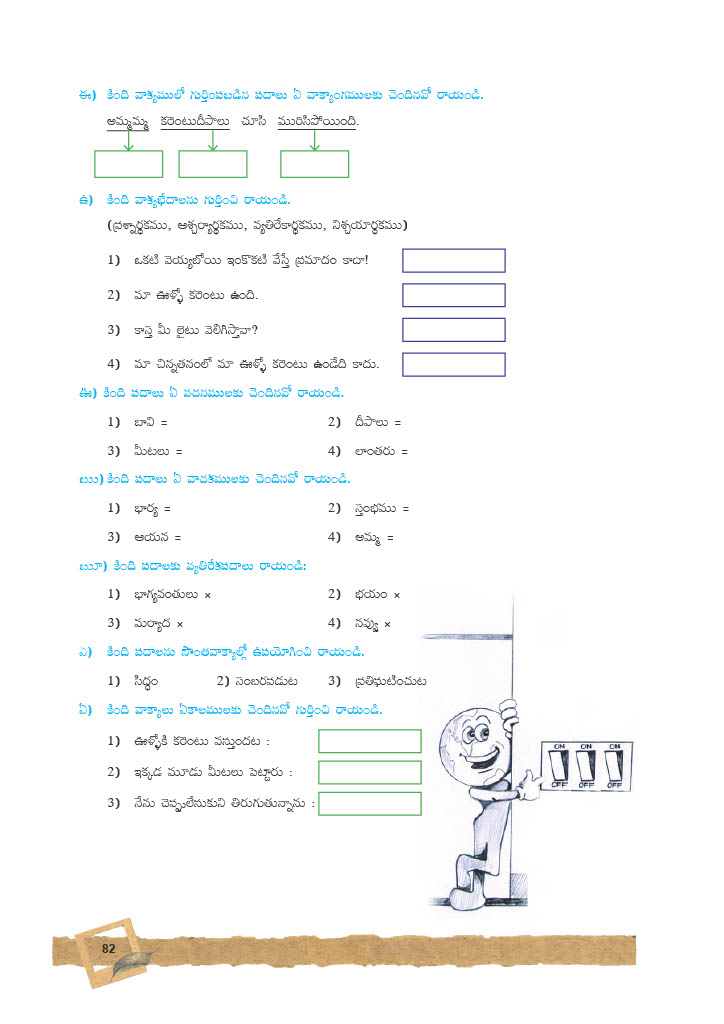 ఈ) కింది వాక్యములో గుర్తింపబడిన పదాలు ఏ వాక్యాంగములకు చెందినవో రాయండి.
అమ్మమ్మ కరెంటుదీపాలు చూసి మురిసిపోయింది.
ఉ) కింది వాక్యభేదాలను గుర్తించి రాయండి.
(ప్రశ్నార్థకము, ఆశ్చర్యార్థకము, వ్యతిరేకార్థకము, నిశ్చయార్థకము)
1) ఒకటి వెయ్యబోయి ఇంకొకటి వేస్తే ప్రమాదం కాదా!
2) మా ఊళ్ళో కరెంటు ఉంది.
3) కాస్త మీ లైటు వెలిగిస్తావా?
4) మా చిన్నతనంలో మా ఊళ్ళో కరెంటు ఉండేది కాదు.
ఊ) కింది పదాలు ఏ వచనములకు చెందినవో రాయండి.
1) బావి = 2) దీపాలు =
3) మీటలు = 4) లాంతరు =
ఋ) కింది పదాలు ఏ వాచకములకు చెందినవో రాయండి.
1) భార్య = 2) స్తంభము =
3) ఆయన = 4) అమ్మ =
ౠ) కింది పదాలకు వ్యతిరేకపదాలు రాయండి:
1) భాగ్యవంతులు × 2) భయం ×
3) మర్యాద × 4) నవ్వు ×
ఎ) కింది పదాలను సొంతవాక్యాల్లో ఉపయోగించి రాయండి.
1) సిద్ధం 2) సంబరపడుట 3) ప్రతిఘటించుట
ఏ) కింది వాక్యాలు ఏకాలములకు చెందినవో గుర్తించి రాయండి.
1) ఊళ్ళోకి కరెంటు వస్తుందట :
2) ఇక్కడ మూడు మీటలు పెట్టారు :
3) నేను చెప్పులేసుకుని తిరుగుతున్నాను :
ON ON ON
OFF OFF OFF
82